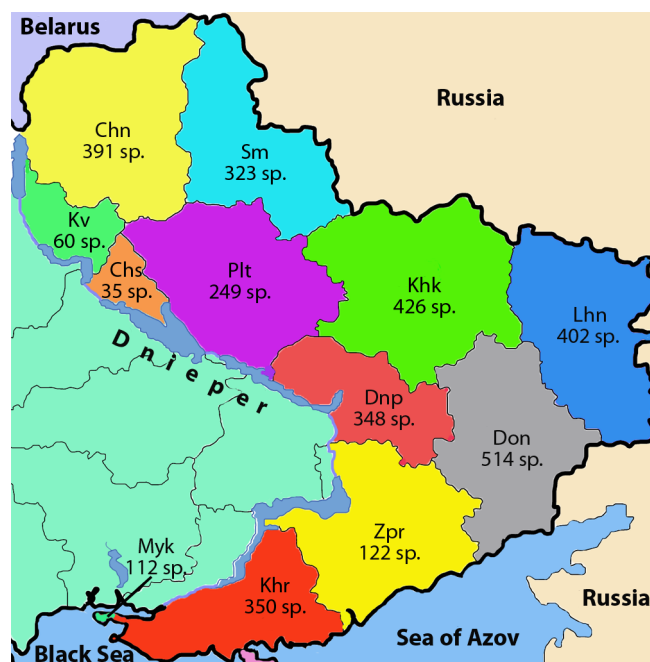 Belarus
Russia
Chn
391 sp.
Sm
323 sp.
Kv
60 sp.
Chs
35 sp.
Plt
249 sp.
Khk
426 sp.
Lhn
402 sp.
Dnieper
Dnp
348 sp.
Don
514 sp.
Zpr
122 sp.
Myk
112 sp.
Khr
350 sp.
Russia
Sea of Azov
Black Sea